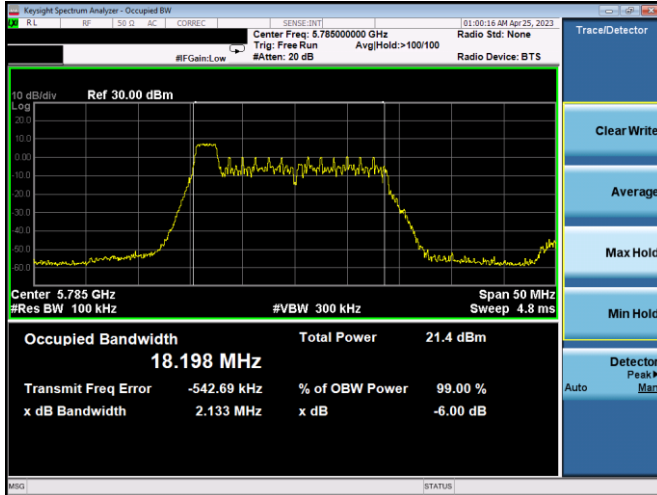 Keysight Spectrum Analyzer - Occupied BW
RL RF 50 Ω AC CORREC SENSE:INT 01:00:16 AM Apr 25, 2023
Center Freq: 5.785000000 GHz Radio Std: None
Trig: Free Run Avg|Hold:>100/100
#IFGain:Low #Atten: 20 dB Radio Device: BTS
Trace/Detector
10 dB/div Ref 30.00 dBm
Log
20.0
10.0
0.00
-10.0
-20.0
-30.0
-40.0
-50.0
-60.0
Center 5.785 GHz Span 50 MHz
#Res BW 100 kHz #VBW 300 kHz Sweep 4.8 ms
Occupied Bandwidth Total Power 21.4 dBm
18.198 MHz
Transmit Freq Error -542.69 kHz % of OBW Power 99.00 %
x dB Bandwidth 2.133 MHz x dB -6.00 dB
Clear Write
Average
Max Hold
Min Hold
Detector
Peak
Auto Man
MSG STATUS